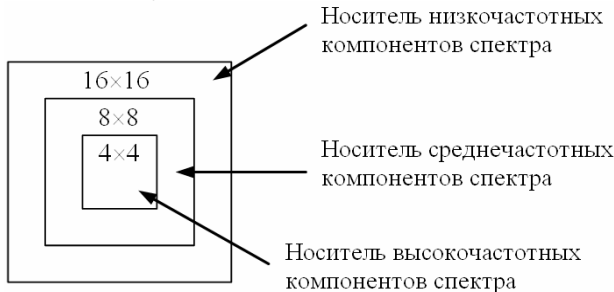 Носитель низкочастотных
компонентов спектра
16×16
8×8
4×4
Носитель среднечастотных
компонентов спектра
Носитель высокочастотных
компонентов спектра